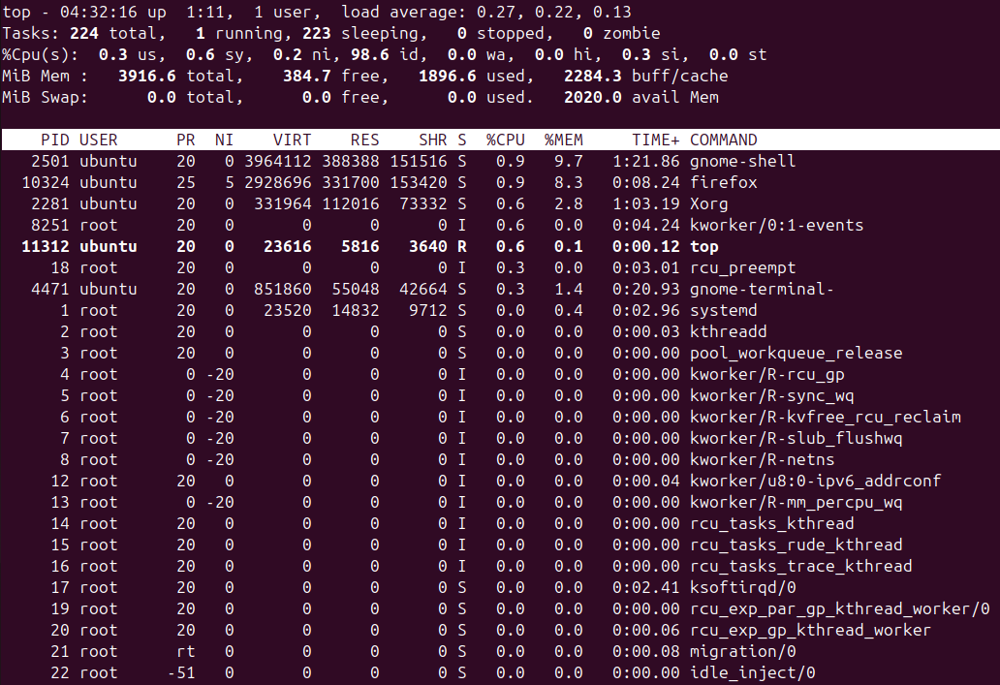 top - 04:32:16 up  1:11,  1 user,  load average: 0.27, 0.22, 0.13
Tasks: 224 total,   1 running, 223 sleeping,   0 stopped,   0 zombie
%Cpu(s):  0.3 us,  0.6 sy,  0.2 ni, 98.6 id,  0.0 wa,  0.0 hi,  0.3 si,  0.0 st
MiB Mem :   3916.6 total,    384.7 free,   1896.6 used,   2284.3 buff/cache
MiB Swap:      0.0 total,      0.0 free,      0.0 used.   2020.0 avail Mem
    PID USER      PR  NI    VIRT    RES    SHR S  %CPU  %MEM     TIME+ COMMAND
   2501 ubuntu    20   0 3964112 388388 151516 S   0.9   9.7   1:21.86 gnome-shell
  10324 ubuntu    25   5 2928696 331700 153420 S   0.9   8.3   0:08.24 firefox
   2281 ubuntu    20   0  331964 112016  73332 S   0.6   2.8   1:03.19 Xorg
   8251 root      20   0       0      0      0 I   0.6   0.0   0:04.24 kworker/0:1-events
  11312 ubuntu    20   0   23616   5816   3640 R   0.6   0.1   0:00.12 top
     18 root      20   0       0      0      0 I   0.3   0.0   0:03.01 rcu_preempt
   4471 ubuntu    20   0  851860  55048  42664 S   0.3   1.4   0:20.93 gnome-terminal-
      1 root      20   0   23520  14832   9712 S   0.0   0.4   0:02.96 systemd
      2 root      20   0       0      0      0 S   0.0   0.0   0:00.03 kthreadd
      3 root      20   0       0      0      0 S   0.0   0.0   0:00.00 pool_workqueue_release
      4 root       0 -20       0      0      0 I   0.0   0.0   0:00.00 kworker/R-rcu_gp
      5 root       0 -20       0      0      0 I   0.0   0.0   0:00.00 kworker/R-sync_wq
      6 root       0 -20       0      0      0 I   0.0   0.0   0:00.00 kworker/R-kvfree_rcu_reclaim
      7 root       0 -20       0      0      0 I   0.0   0.0   0:00.00 kworker/R-slub_flushwq
      8 root       0 -20       0      0      0 I   0.0   0.0   0:00.00 kworker/R-netns
     12 root      20   0       0      0      0 I   0.0   0.0   0:00.04 kworker/u8:0-ipv6_addrconf
     13 root       0 -20       0      0      0 I   0.0   0.0   0:00.00 kworker/R-mm_percpu_wq
     14 root      20   0       0      0      0 I   0.0   0.0   0:00.00 rcu_tasks_kthread
     15 root      20   0       0      0      0 I   0.0   0.0   0:00.00 rcu_tasks_rude_kthread
     16 root      20   0       0      0      0 I   0.0   0.0   0:00.00 rcu_tasks_trace_kthread
     17 root      20   0       0      0      0 S   0.0   0.0   0:02.41 ksoftirqd/0
     19 root      20   0       0      0      0 S   0.0   0.0   0:00.00 rcu_exp_par_gp_kthread_worker/0
     20 root      20   0       0      0      0 S   0.0   0.0   0:00.06 rcu_exp_gp_kthread_worker
     21 root      rt   0       0      0      0 S   0.0   0.0   0:00.08 migration/0
     22 root     -51   0       0      0      0 S   0.0   0.0   0:00.00 idle_inject/0